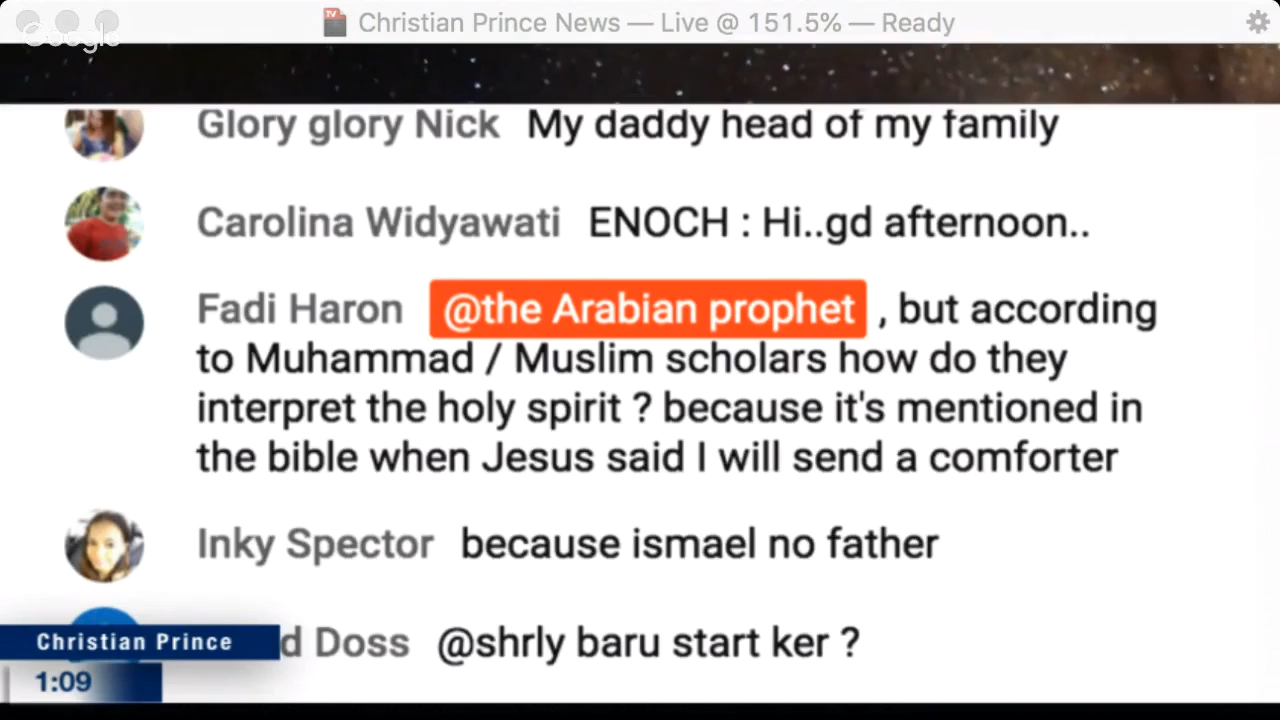 Christian Prince News — Live @ 151.5% — Ready
Google
Glory glory Nick My daddy head of my family
Carolina Widyawati ENOCH : Hi..gd afternoon..
Fadi Haron @the Arabian prophet , but according
to Muhammad / Muslim scholars how do they
interpret the holy spirit ? because it's mentioned in
the bible when Jesus said I will send a comforter
Inky Spector because ismael no father
d Doss @shrly baru start ker ?
Christian Prince
1:09